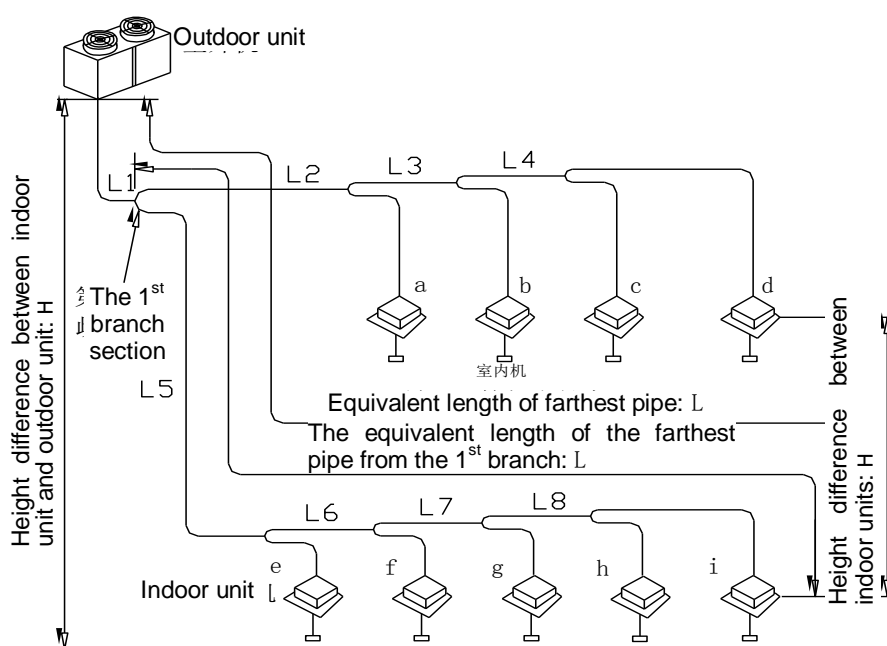 Outdoor unit
L1
L2
L3
L4
a
b
c
d
The 1st
branch
section
L5
室内机
Equivalent length of farthest pipe: L
The equivalent length of the farthest
pipe from the 1st branch: L
L6
L7
L8
e
f
g
h
i
Indoor unit
Height difference between indoor
unit and outdoor unit: H
Height difference between
indoor units: H